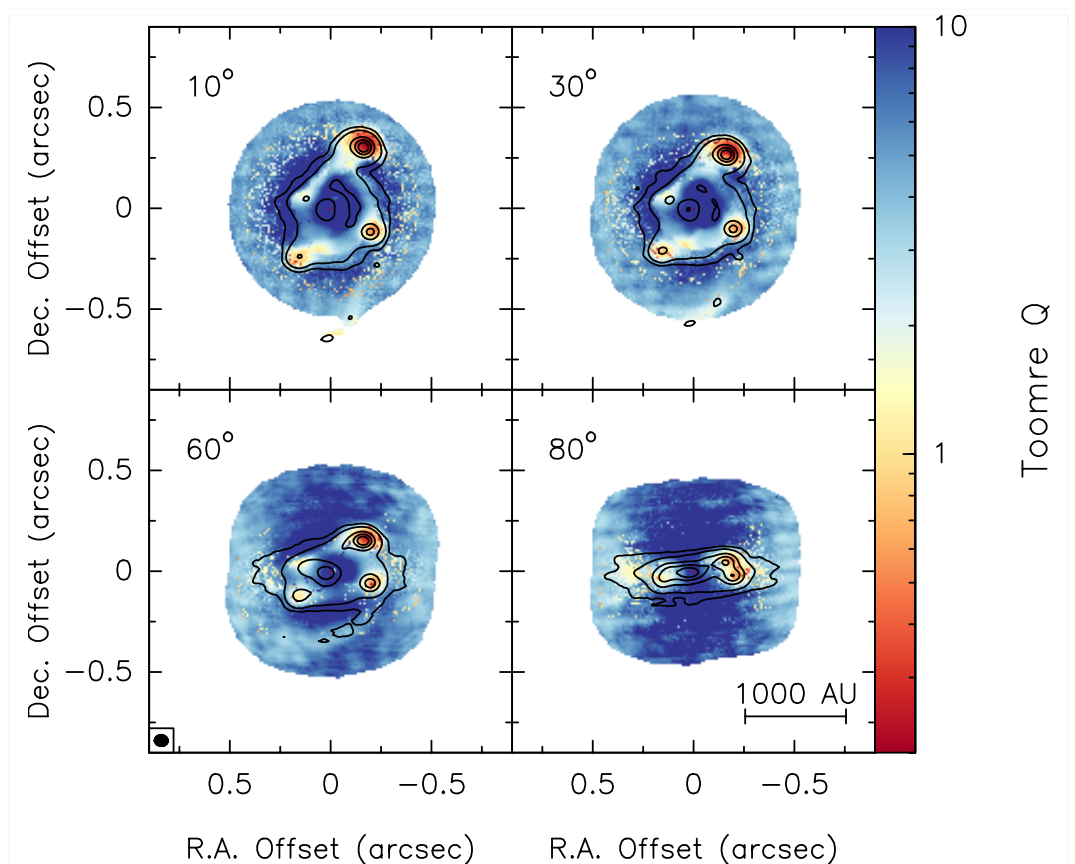 10°
30°
10
0.5
0
−0.5
Dec. Offset (arcsec)
60°
80°
1
Toomre Q
0.5
0
−0.5
Dec. Offset (arcsec)
1000 AU
0.5 0 −0.5 0.5 0 −0.5
R.A. Offset (arcsec) R.A. Offset (arcsec)